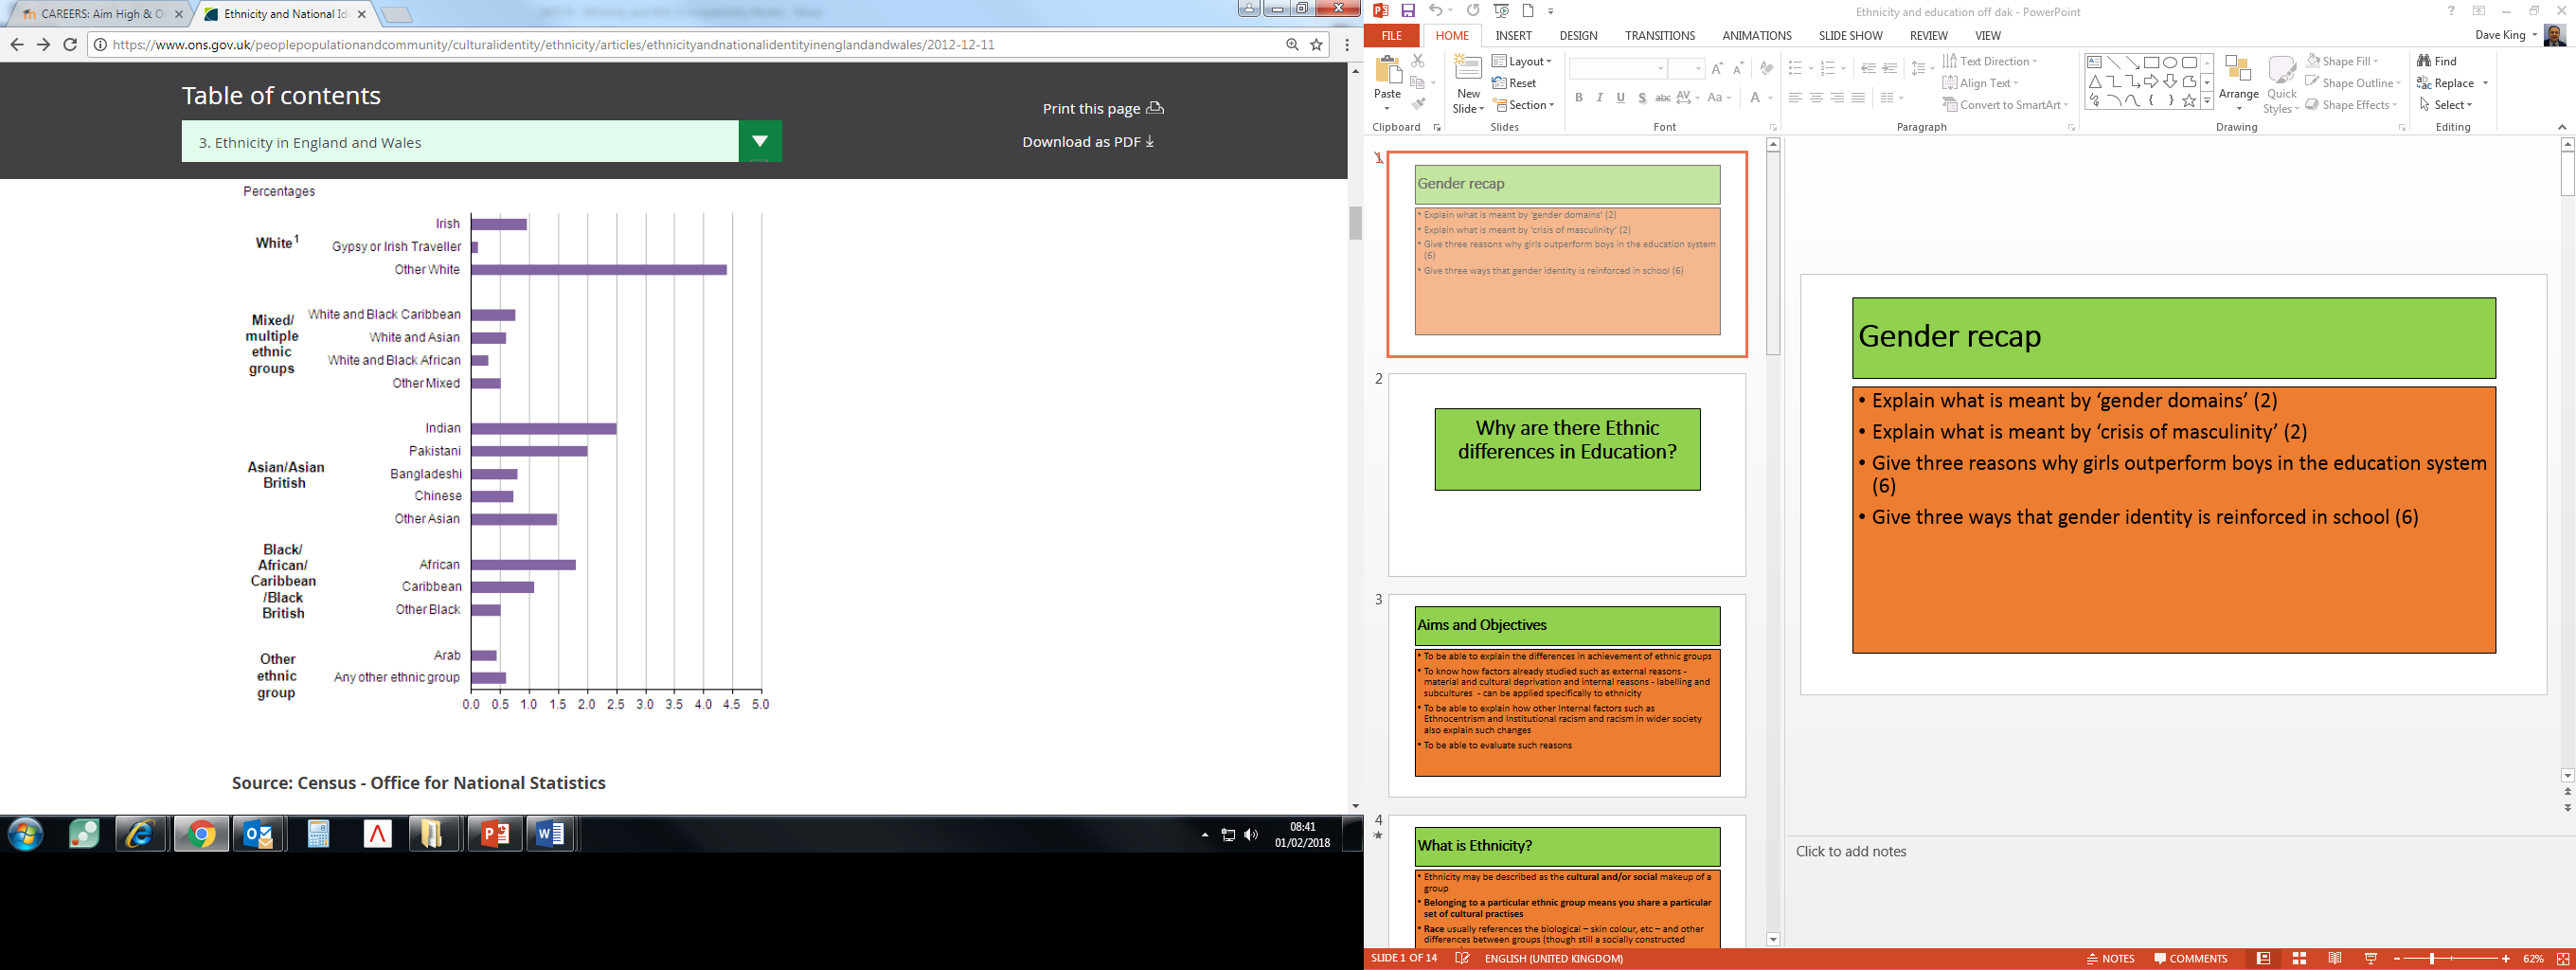 CAREERS: Aim High & O
Ethnicity and National Id
https://www.ons.gov.uk/peoplepopulationandcommunity/culturalidentity/ethnicity/articles/ethnicityandnationalidentityinenglandandwales/2012-12-11
Table of contents
3. Ethnicity in England and Wales
Print this page
Download as PDF
Percentages
White1
Irish
Gypsy or Irish Traveller
Other White
Mixed/
multiple
ethnic
groups
White and Black Caribbean
White and Asian
White and Black African
Other Mixed
Asian/Asian
British
Indian
Pakistani
Bangladeshi
Chinese
Other Asian
Black/
African/
Caribbean
/Black
British
African
Caribbean
Other Black
Other
ethnic
group
Arab
Any other ethnic group
0.0 0.5 1.0 1.5 2.0 2.5 3.0 3.5 4.0 4.5 5.0
Source: Census - Office for National Statistics
08:41
01/02/2018
Ethnicity and education off dak - PowerPoint
FILE HOME INSERT DESIGN TRANSITIONS ANIMATIONS SLIDE SHOW REVIEW VIEW
Dave King
Paste
New
Slide
Layout
Reset
Section
B I U S abc AV Aa A
Text Direction
Align Text
Convert to SmartArt
Arrange
Quick
Styles
Shape Fill
Shape Outline
Shape Effects
Find
Replace
Select
Clipboard
Slides
Font
Paragraph
Drawing
Editing
1
Gender recap
• Explain what is meant by ‘gender domains’ (2)
• Explain what is meant by ‘crisis of masculinity’ (2)
• Give three reasons why girls outperform boys in the education system
(6)
• Give three ways that gender identity is reinforced in school (6)
2
Why are there Ethnic
differences in Education?
3
Aims and Objectives
• To be able to explain the differences in achievement of ethnic groups
• To know how factors already studied such as external reasons -
material and cultural deprivation and internal reasons - labelling and
subcultures - can be applied specifically to ethnicity
• To be able to explain how other Internal factors such as
Ethnocentrism and Institutional racism and racism in wider society
also explain such changes
• To be able to evaluate such reasons
4
What is Ethnicity?
• Ethnicity may be described as the cultural and/or social makeup of a
group
• Belonging to a particular ethnic group means you share a particular
set of cultural practises
• Race usually references the biological – skin colour, etc – and other
differences between groups (though still a socially constructed
Gender recap
• Explain what is meant by ‘gender domains’ (2)
• Explain what is meant by ‘crisis of masculinity’ (2)
• Give three reasons why girls outperform boys in the education system
(6)
• Give three ways that gender identity is reinforced in school (6)
Click to add notes
SLIDE 1 OF 14
ENGLISH (UNITED KINGDOM)
NOTES
COMMENTS
62%